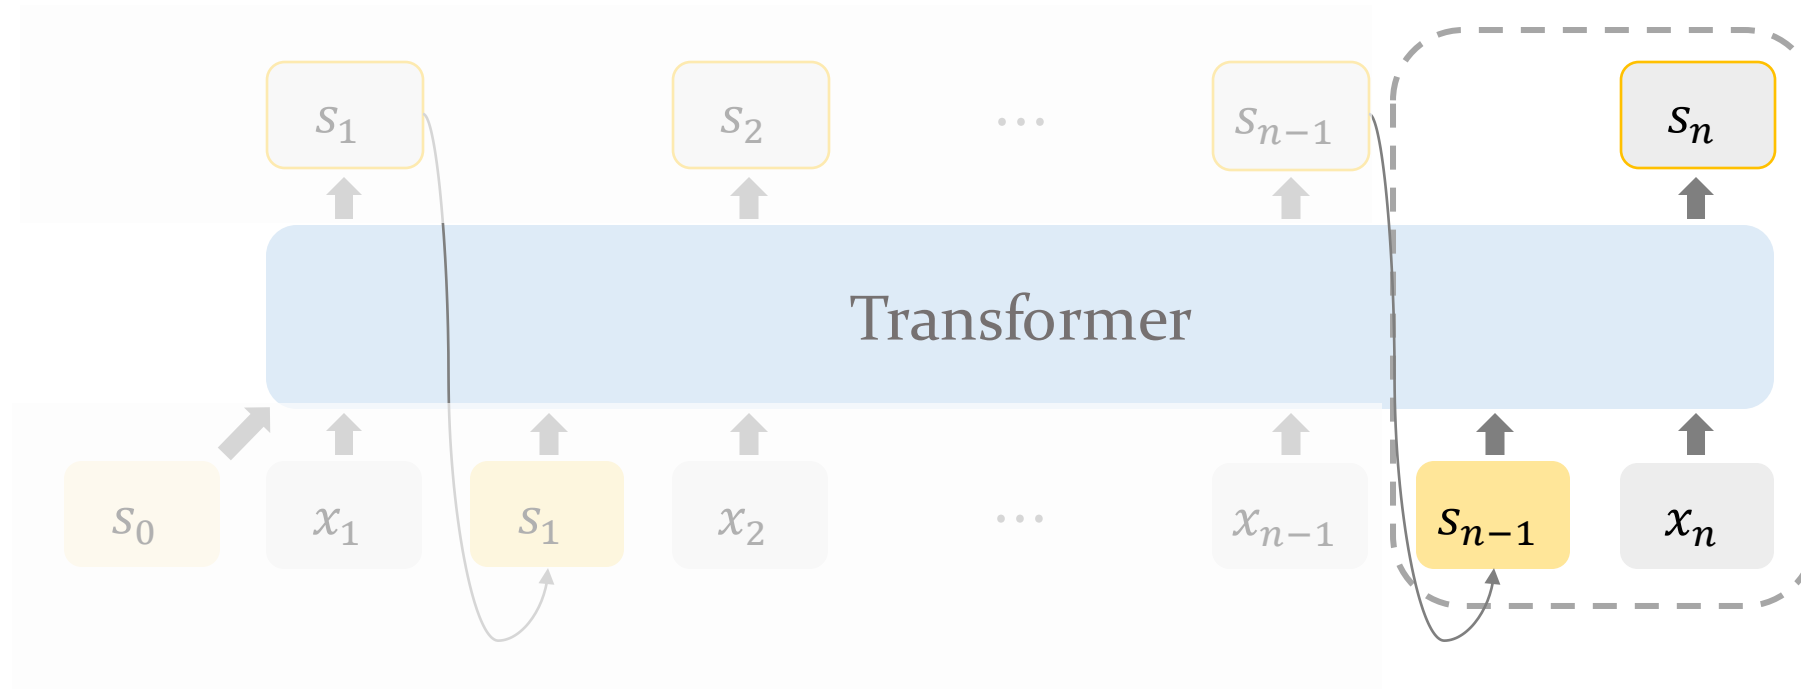 s₁ s₂ ⋯ sₙ₋₁ sₙ
Transformer
s₀ x₁ s₁ x₂ ⋯ xₙ₋₁ sₙ₋₁ xₙ